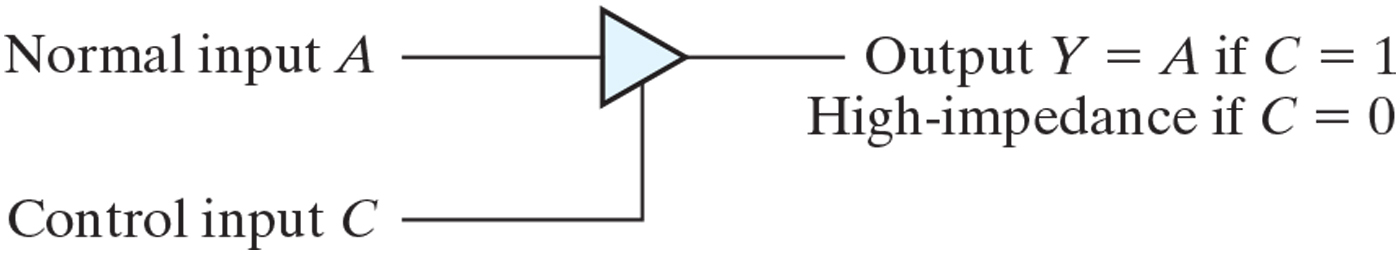 Normal input A
Output Y = A if C = 1
High-impedance if C = 0
Control input C